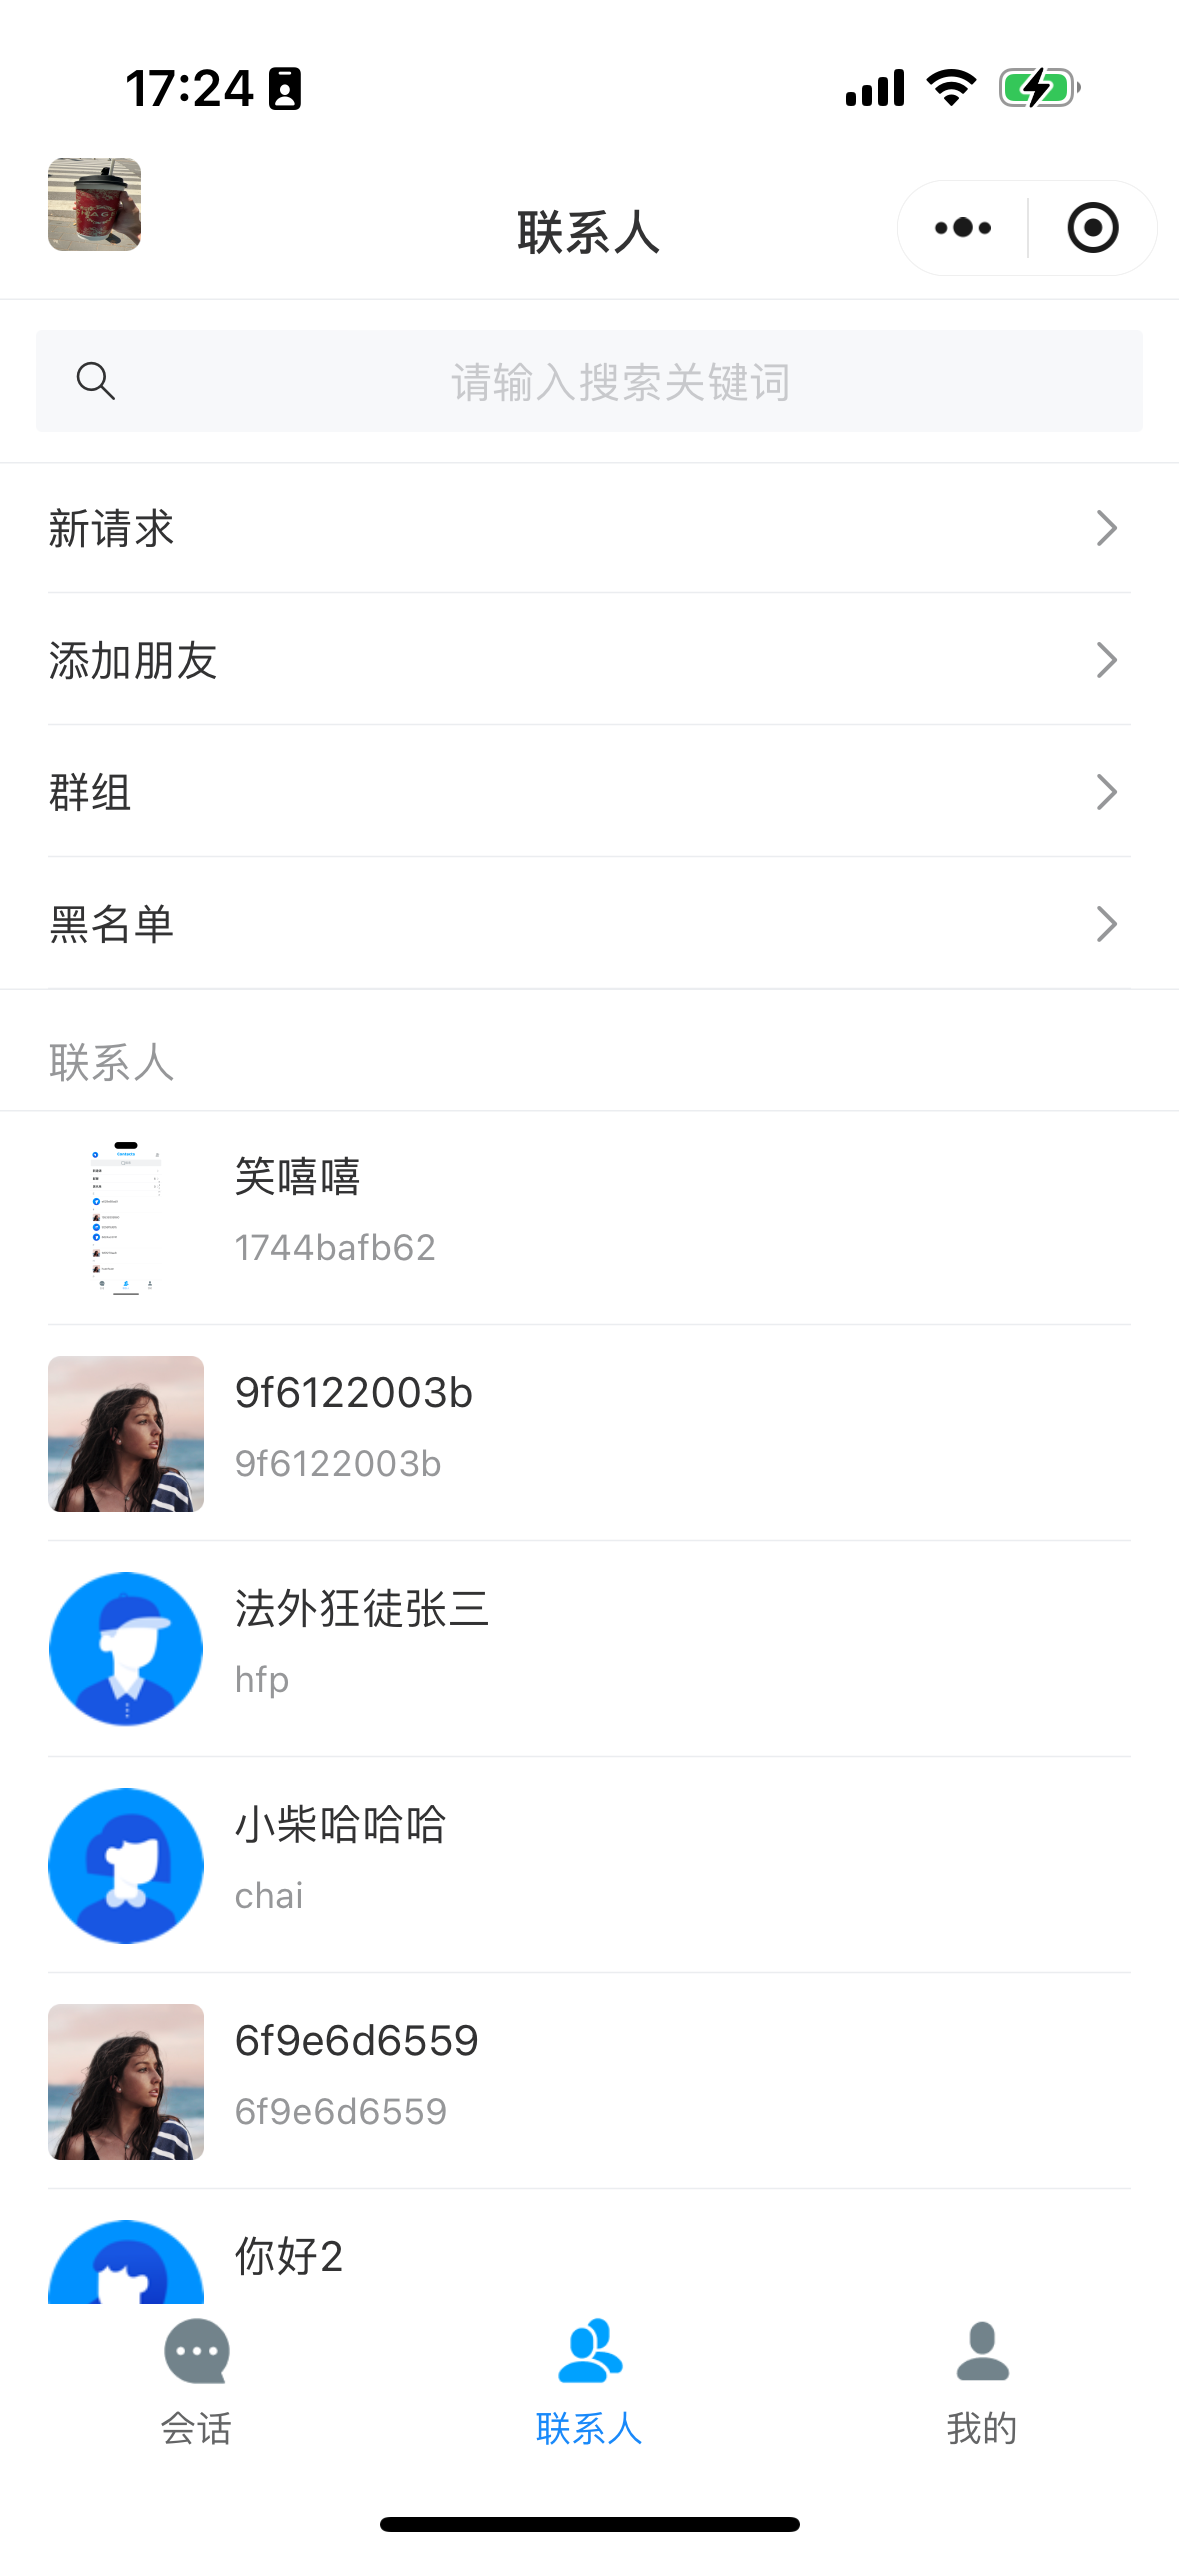 17:24
联系人
请输入搜索关键词
新请求
添加朋友
群组
黑名单
联系人
笑嘻嘻
1744bafb62
9f6122003b
9f6122003b
法外狂徒张三
hfp
小柴哈哈哈
chai
6f9e6d6559
6f9e6d6559
你好2
会话
联系人
我的